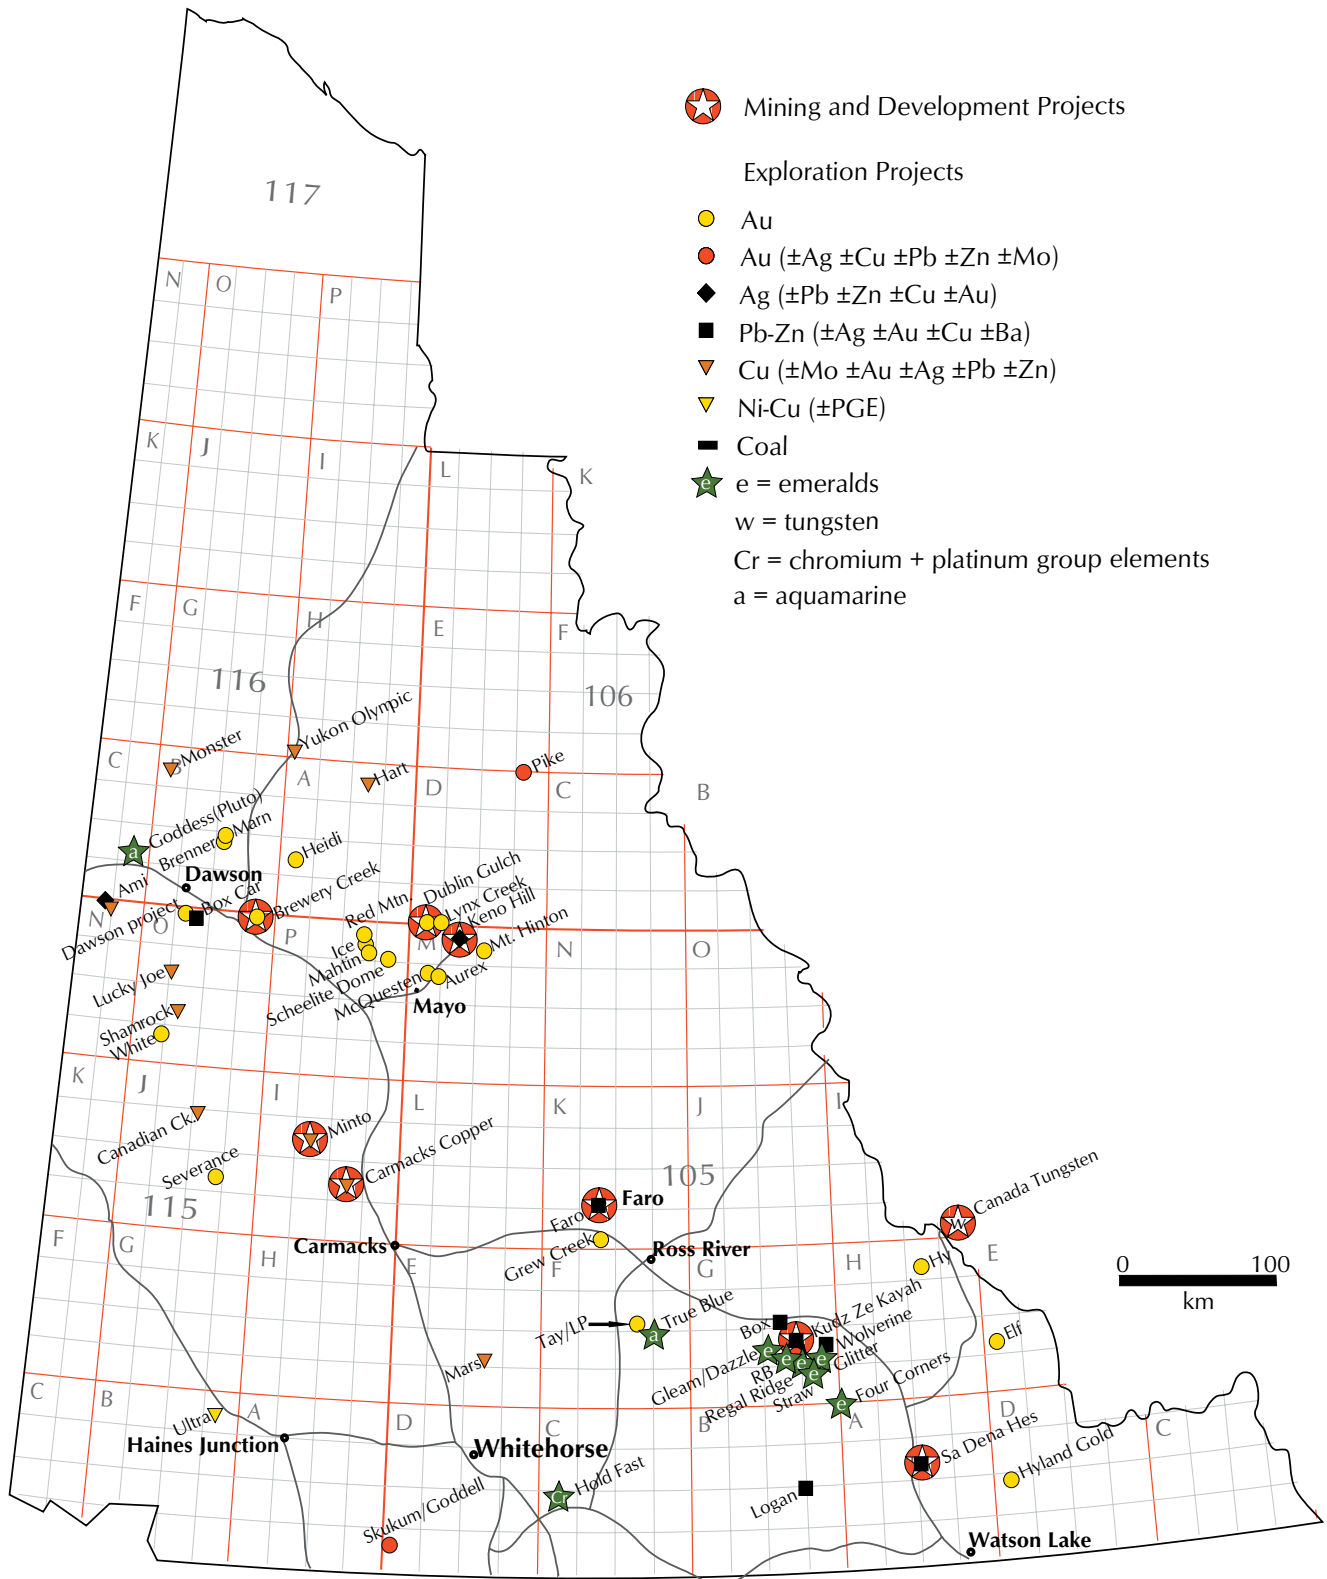 Mining and Development Projects
Exploration Projects
Au
Au (±Ag ±Cu ±Pb ±Zn ±Mo)
Ag (±Pb ±Zn ±Cu ±Au)
Pb-Zn (±Ag ±Au ±Cu ±Ba)
Cu (±Mo ±Au ±Ag ±Pb ±Zn)
Ni-Cu (±PGE)
Coal
e
e = emeralds
w = tungsten
Cr = chromium + platinum group elements
a = aquamarine
117
N
O
P
K
J
I
L
K
F
G
H
E
F
116
106
Yukon Olympic
Monster
C
B
A
Hart
D
Pike
C
B
Goddess(Pluto)
a
Marn
Brenner
Heidi
Dawson
Ami
Box Car
Brewery Creek
Dawson project
Red Mtn.
Dublin Gulch
Lynx Creek
Keno Hill
Mt. Hinton
N
O
P
Ice
M
N
O
Mahtin
Scheelite Dome
McQuesten
Aurex
Mayo
Lucky Joe
Shamrock
White
K
J
I
L
K
J
I
Canadian Ck.
Minto
Carmacks Copper
Severance
115
105
Faro
Faro
Canada Tungsten
w
F
G
H
Carmacks
E
Grew Creek
F
Ross River
G
H
Hy
E
0
100
km
Tay/LP
True Blue
a
Box
Kudz Ze Kayah
Wolverine
Elf
Mars
Gleam/Dazzle
e
RB
e
Regal Ridge
e
Straw
e
Glitter
e
Four Corners
e
C
B
A
Ultra
D
C
B
A
D
C
Haines Junction
Whitehorse
Sa Dena Hes
Hyland Gold
Hold Fast
Cr
Logan
Skukum/Goddell
Watson Lake